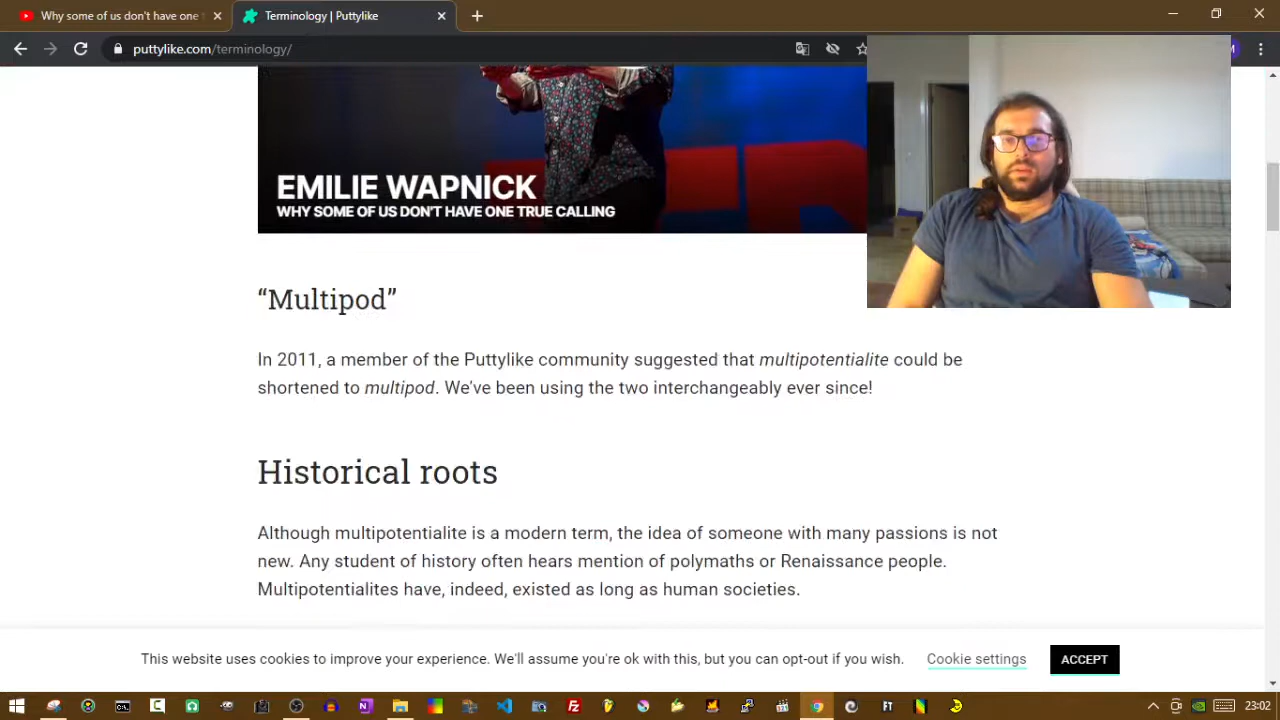 Why some of us don't have one
Terminology | Puttylike
puttylike.com/terminology/
EMILIE WAPNICK
WHY SOME OF US DON'T HAVE ONE TRUE CALLING
“Multipod”
In 2011, a member of the Puttylike community suggested that multipotentialite could be
shortened to multipod. We’ve been using the two interchangeably ever since!
Historical roots
Although multipotentialite is a modern term, the idea of someone with many passions is not
new. Any student of history often hears mention of polymaths or Renaissance people.
Multipotentialites have, indeed, existed as long as human societies.
This website uses cookies to improve your experience. We'll assume you're ok with this, but you can opt-out if you wish.
Cookie settings
ACCEPT
23:02